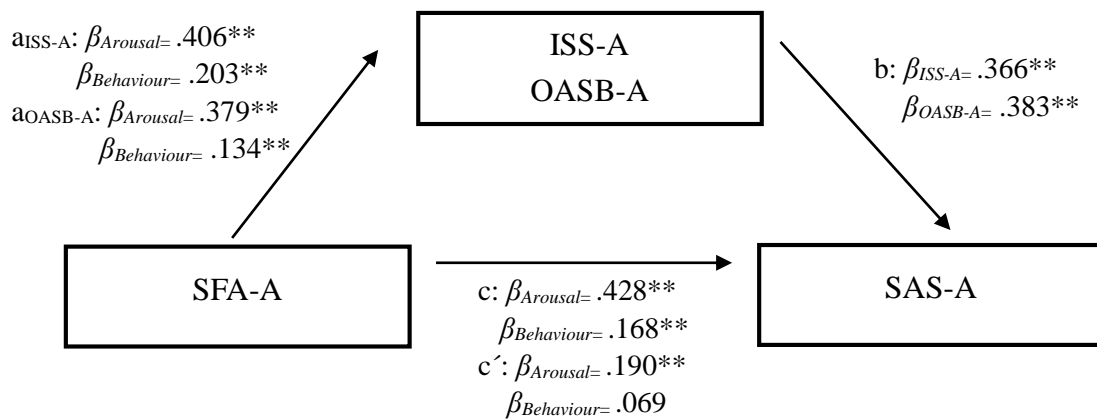 aISS-A: βArousal= .406**
βBehaviour= .203**
aOASB-A: βArousal= .379**
βBehaviour= .134**
ISS-A
OASB-A
b: βISS-A= .366**
βOASB-A= .383**
SFA-A
c: βArousal= .428**
βBehaviour= .168**
c´: βArousal= .190**
βBehaviour= .069
SAS-A